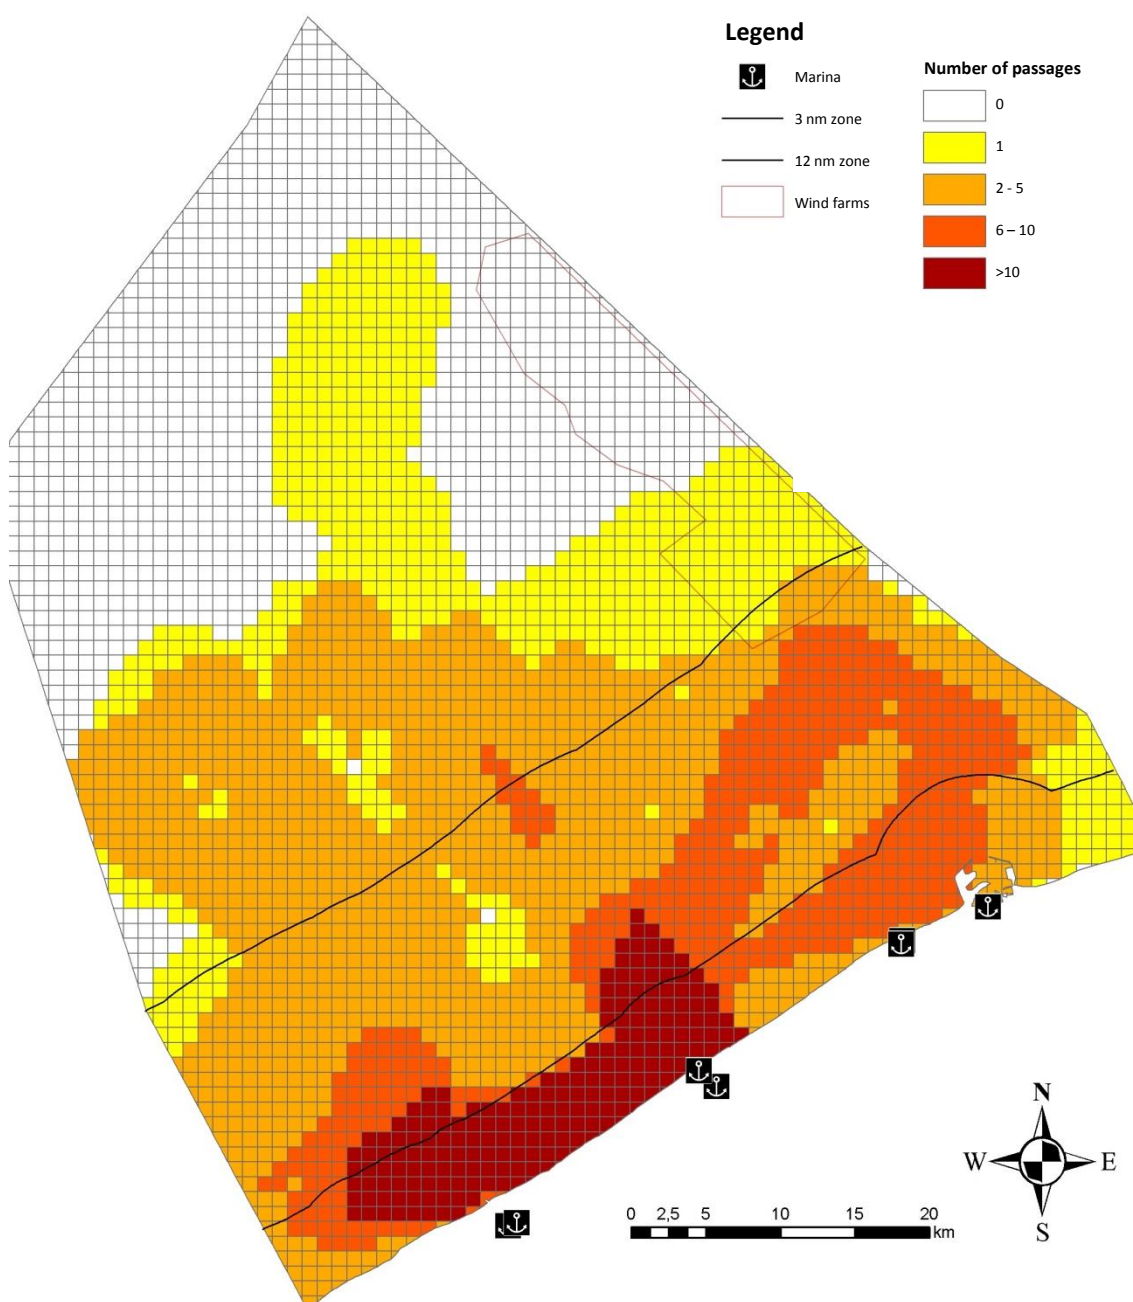 Legend
Marina
3 nm zone
12 nm zone
Wind farms
Number of passages
0
1
2 - 5
6 – 10
>10
N
W E
S
0 2,5 5 10 15 20
km